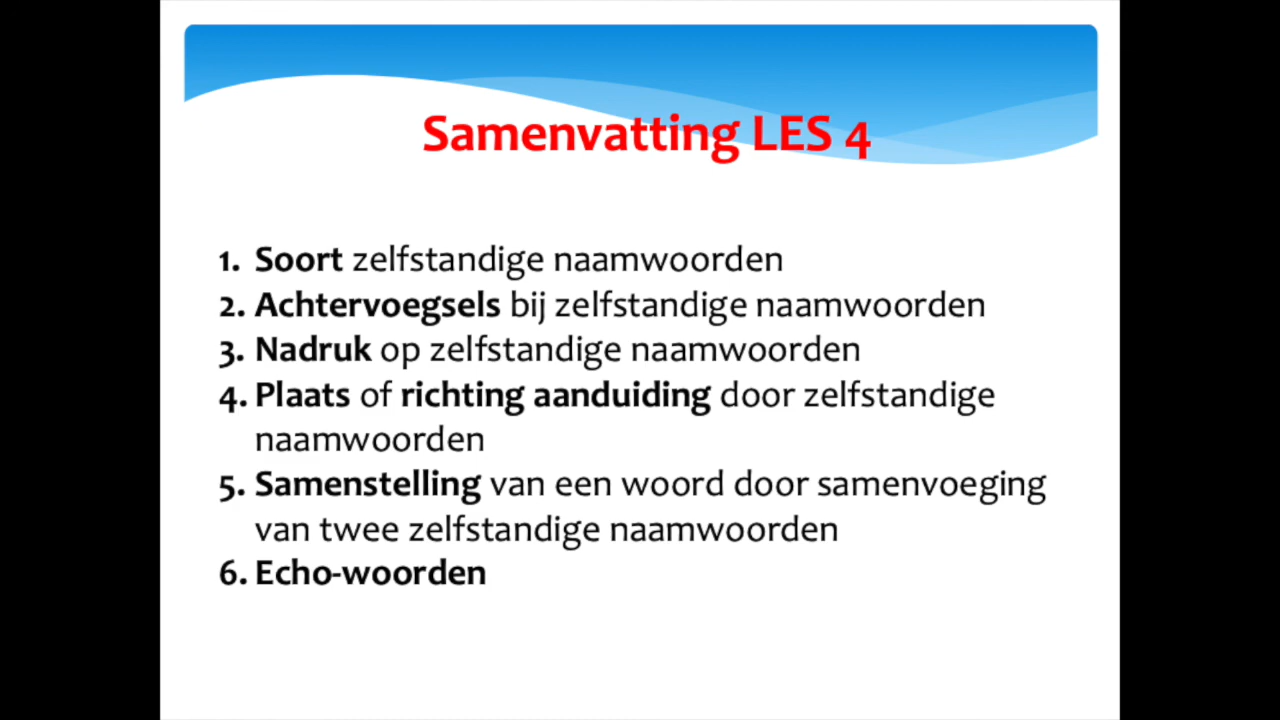 Samenvatting LES 4
1. Soort zelfstandige naamwoorden
2. Achtervoegsels bij zelfstandige naamwoorden
3. Nadruk op zelfstandige naamwoorden
4. Plaats of richting aanduiding door zelfstandige
naamwoorden
5. Samenstelling van een woord door samenvoeging
van twee zelfstandige naamwoorden
6. Echo-woorden